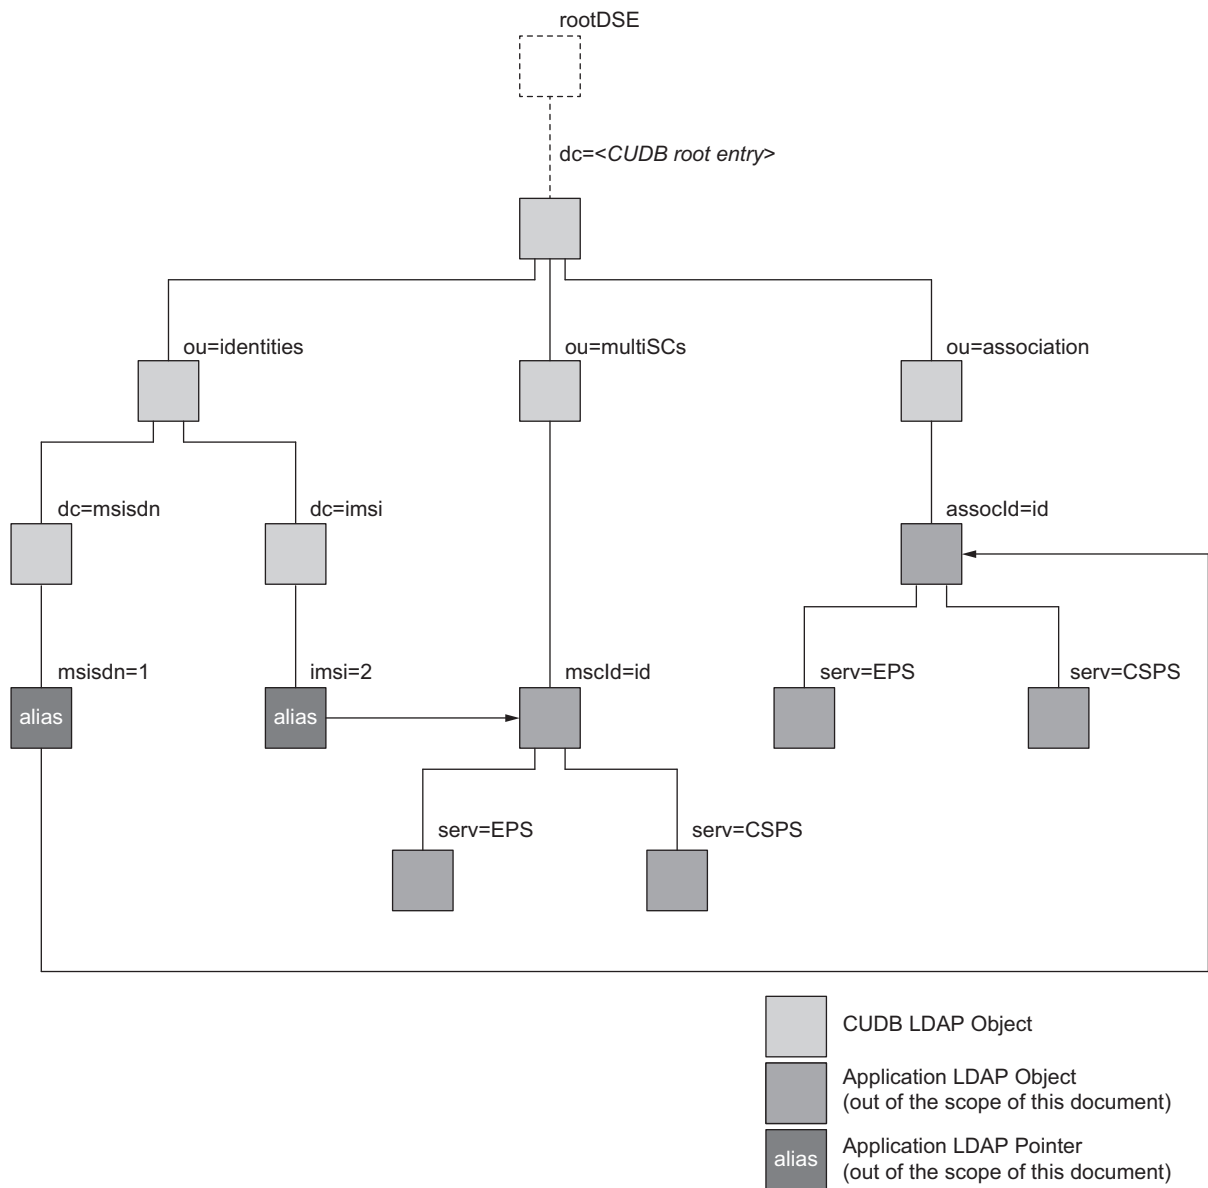 rootDSE
dc=<CUDB root entry>
ou=identities
ou=multiSCs
ou=association
dc=msisdn
dc=imsi
assocId=id
msisdn=1
imsi=2
mscId=id
serv=EPS
serv=CSPS
alias
alias
serv=EPS
serv=CSPS
CUDB LDAP Object
Application LDAP Object
(out of the scope of this document)
alias
Application LDAP Pointer
(out of the scope of this document)